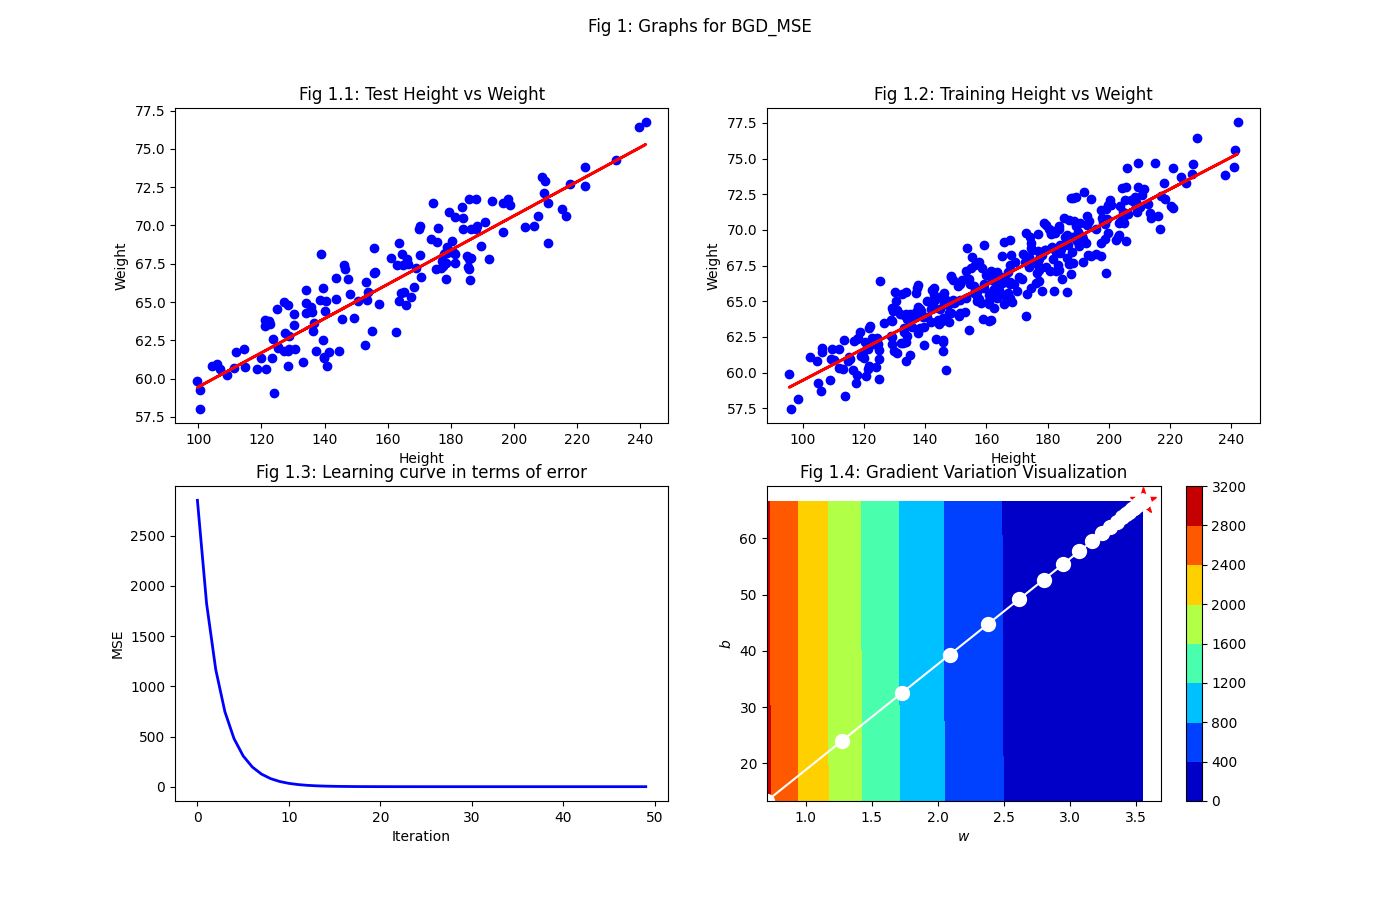 Fig 1: Graphs for BGD_MSE
Fig 1.1: Test Height vs Weight
77.5
75.0
72.5
70.0
67.5
65.0
62.5
60.0
57.5
Weight
100 120 140 160 180 200 220 240
Height
Fig 1.2: Training Height vs Weight
77.5
75.0
72.5
70.0
67.5
65.0
62.5
60.0
57.5
Weight
100 120 140 160 180 200 220 240
Height
Fig 1.3: Learning curve in terms of error
2500
2000
1500
1000
500
0
MSE
0 10 20 30 40 50
Iteration
Fig 1.4: Gradient Variation Visualization
60
50
40
30
20
b
1.0 1.5 2.0 2.5 3.0 3.5
w
3200
2800
2400
2000
1600
1200
800
400
0